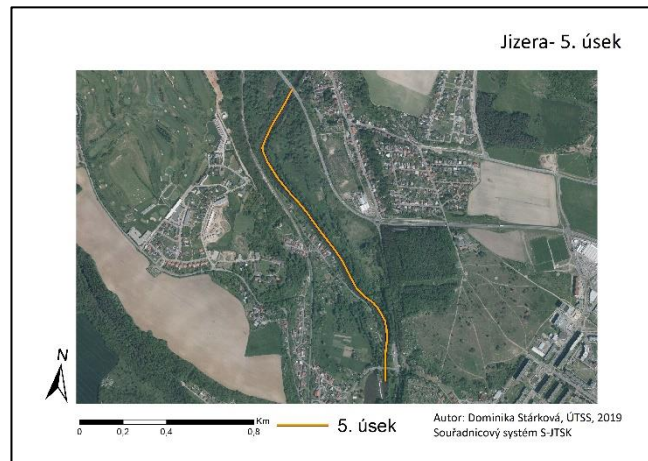 Jizera- 5. úsek
N
Km
0 0,2 0,4 0,8
5. úsek
Autor: Dominika Stárková, ÚTSS, 2019
Souřadnicový systém S-JTSK